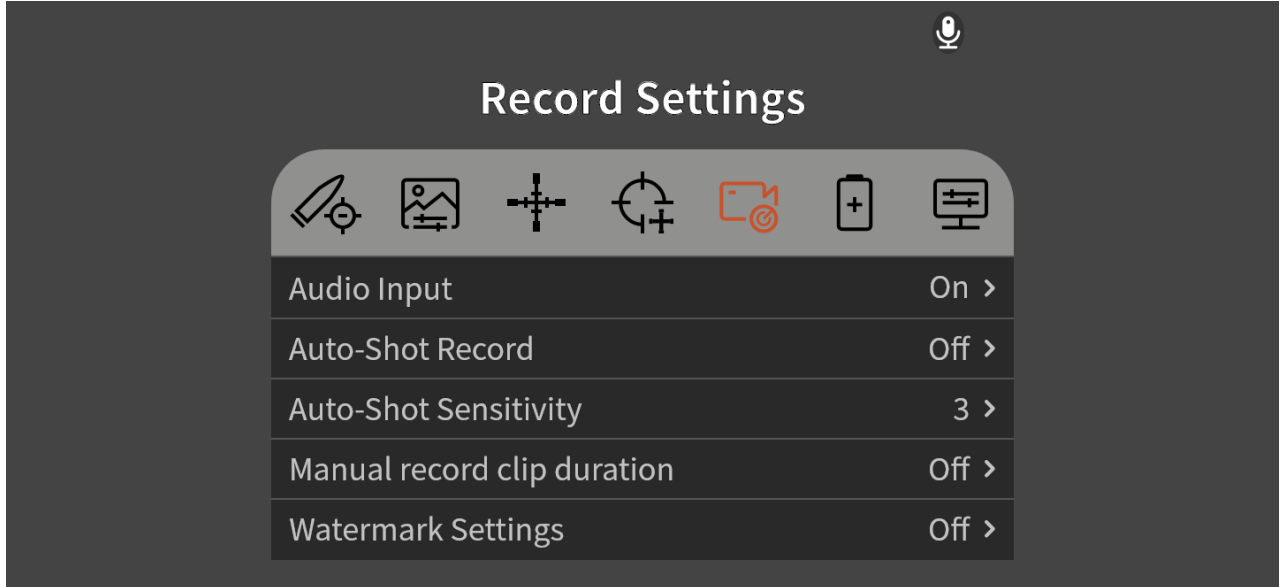 Record Settings
Audio Input On
Auto-Shot Record Off
Auto-Shot Sensitivity 3
Manual record clip duration Off
Watermark Settings Off